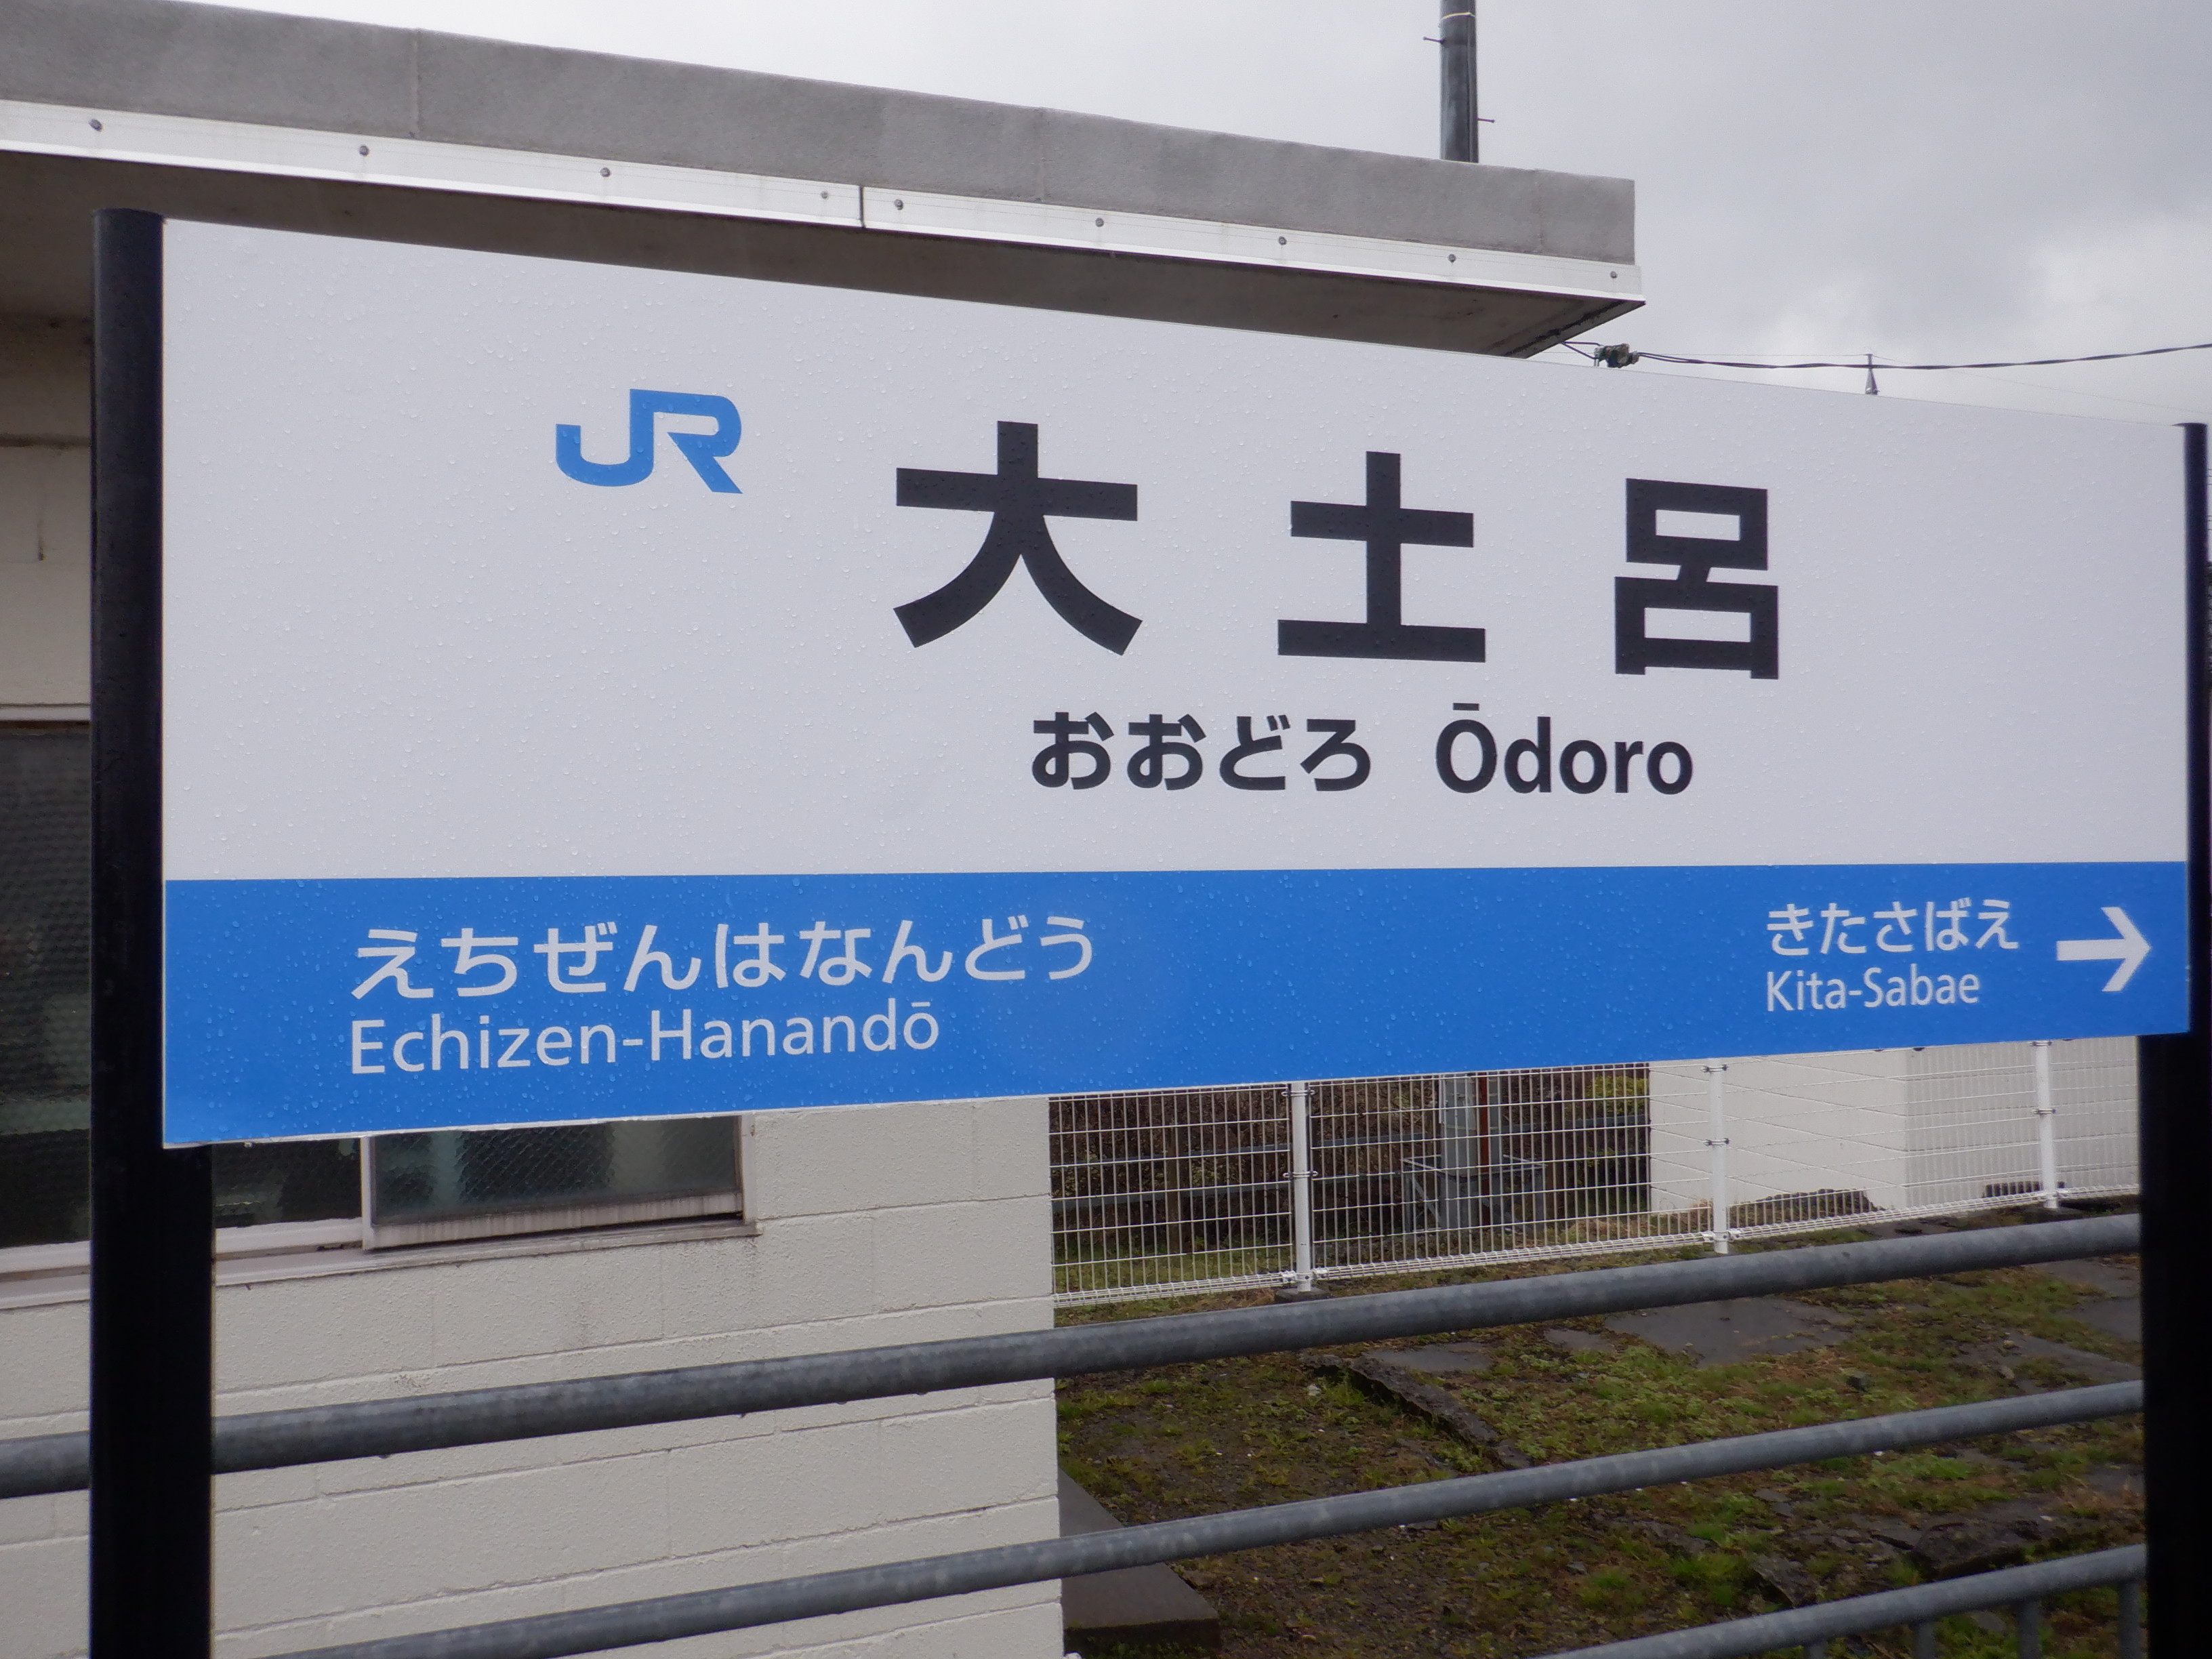 JR
大土呂
おおどろ Ōdoro
えちぜんはなんどう
Echizen-Hanandō
きたさばえ →
Kita-Sabae